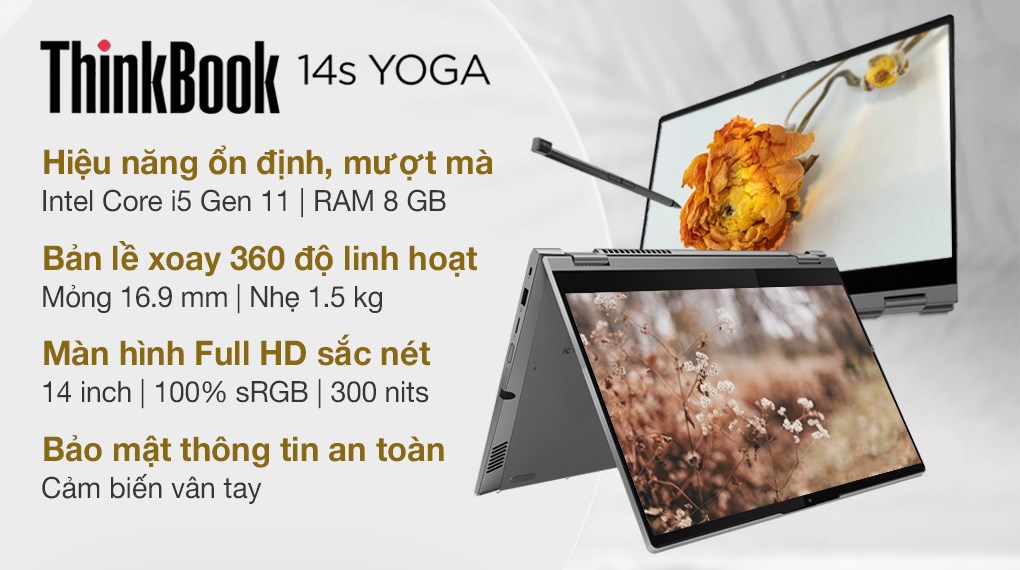 ThinkBook 14s YOGA
Hiệu năng ổn định, mượt mà
Intel Core i5 Gen 11 | RAM 8 GB
Bản lề xoay 360 độ linh hoạt
Mỏng 16.9 mm | Nhẹ 1.5 kg
Màn hình Full HD sắc nét
14 inch | 100% sRGB | 300 nits
Bảo mật thông tin an toàn
Cảm biến vân tay